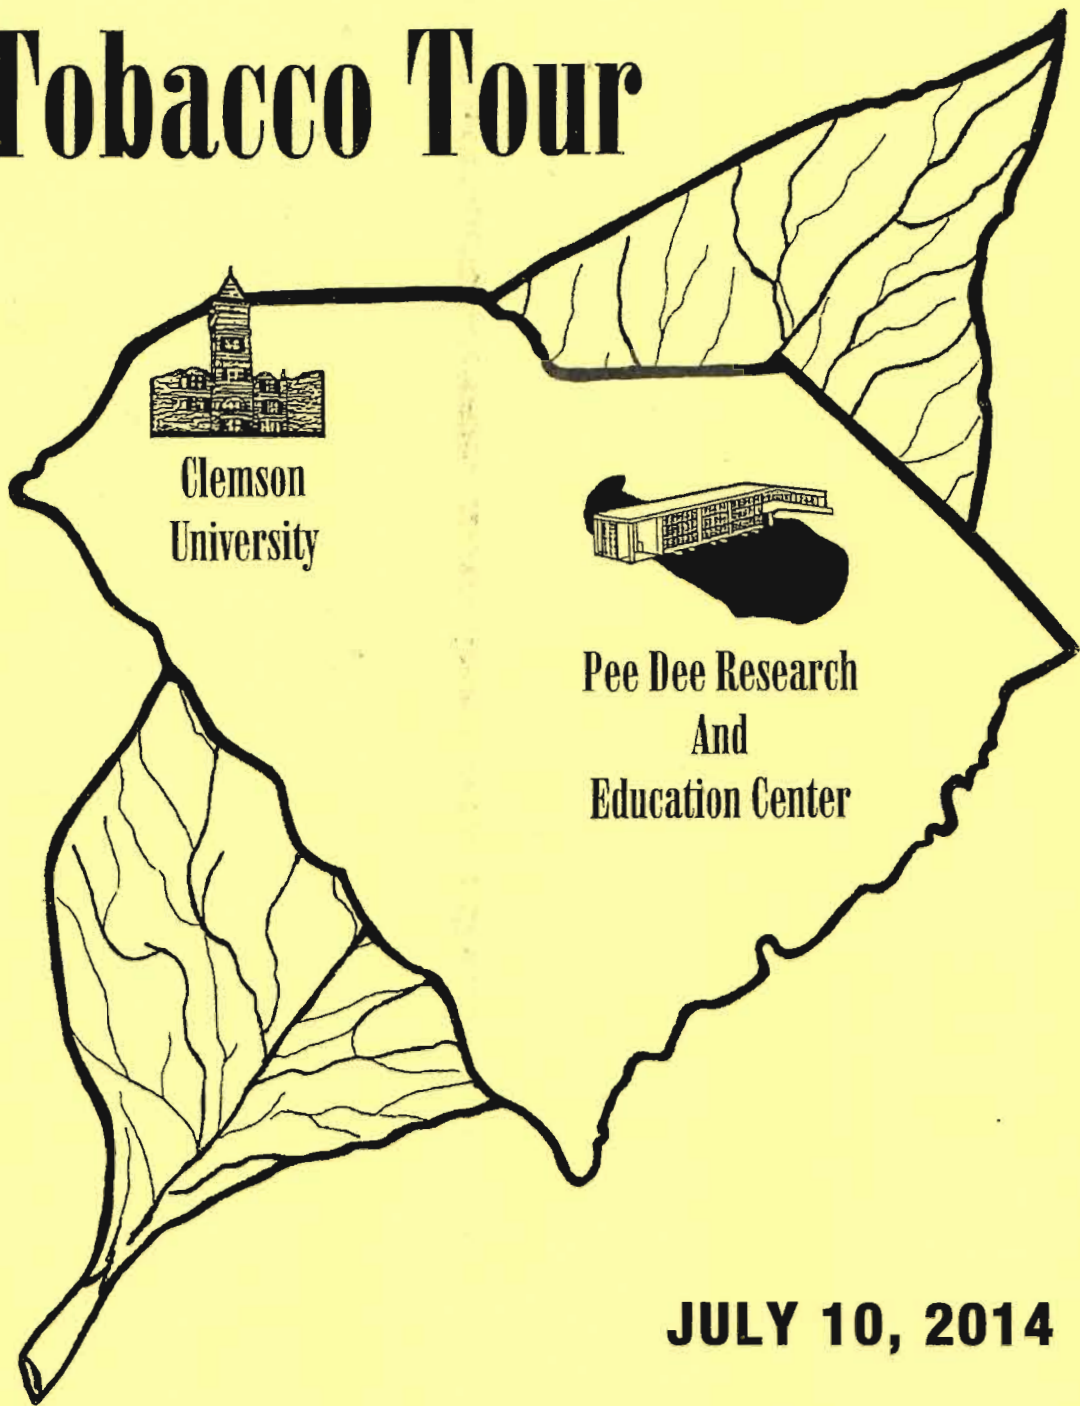 Tobacco Tour
Clemson
University
Pee Dee Research
And
Education Center
JULY 10, 2014